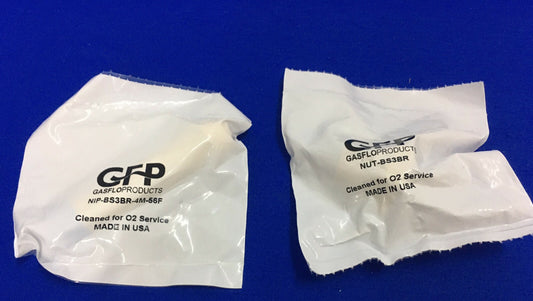 GFP
GASFLOPRODUCTS
NIP-BS3BR-4M-56F
Cleaned for O2 Service
MADE IN USA
GFP
GASFLOPRODUCTS
NUT-BS3BR
Cleaned for O2 Service
MADE IN USA